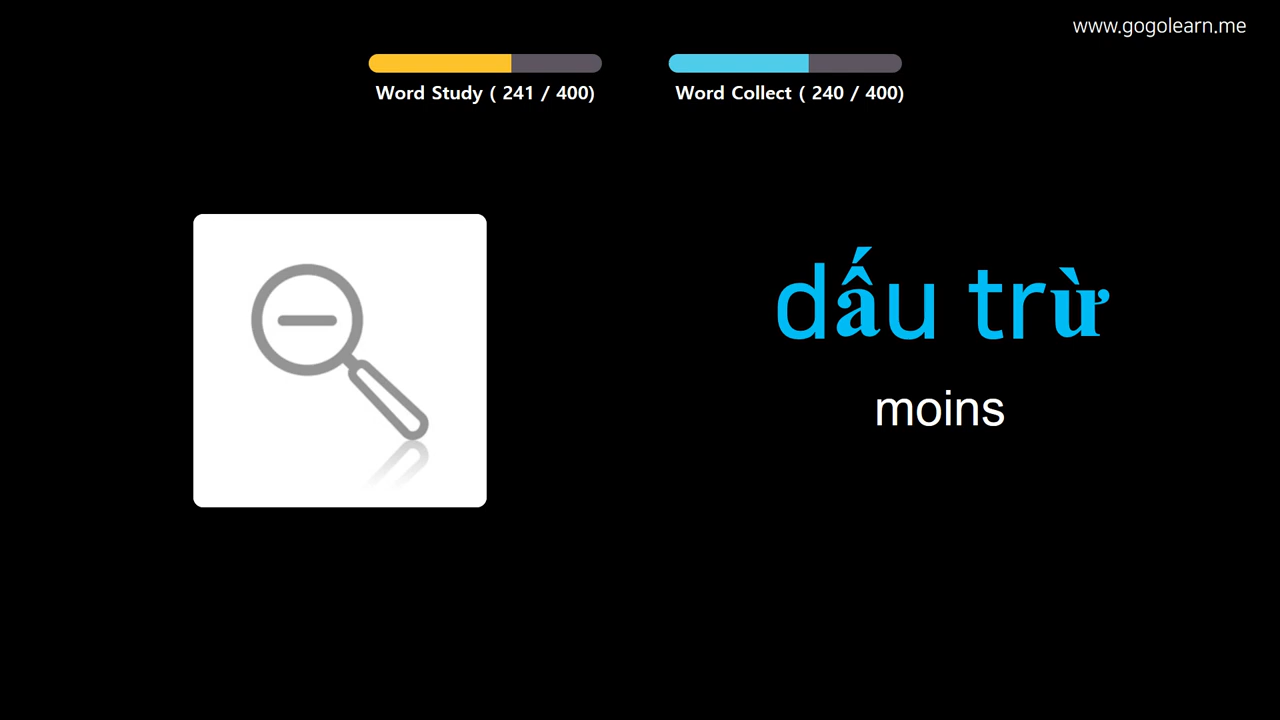 www.gogolearn.me
Word Study ( 241 / 400)
Word Collect ( 240 / 400)
dấu trừ
moins